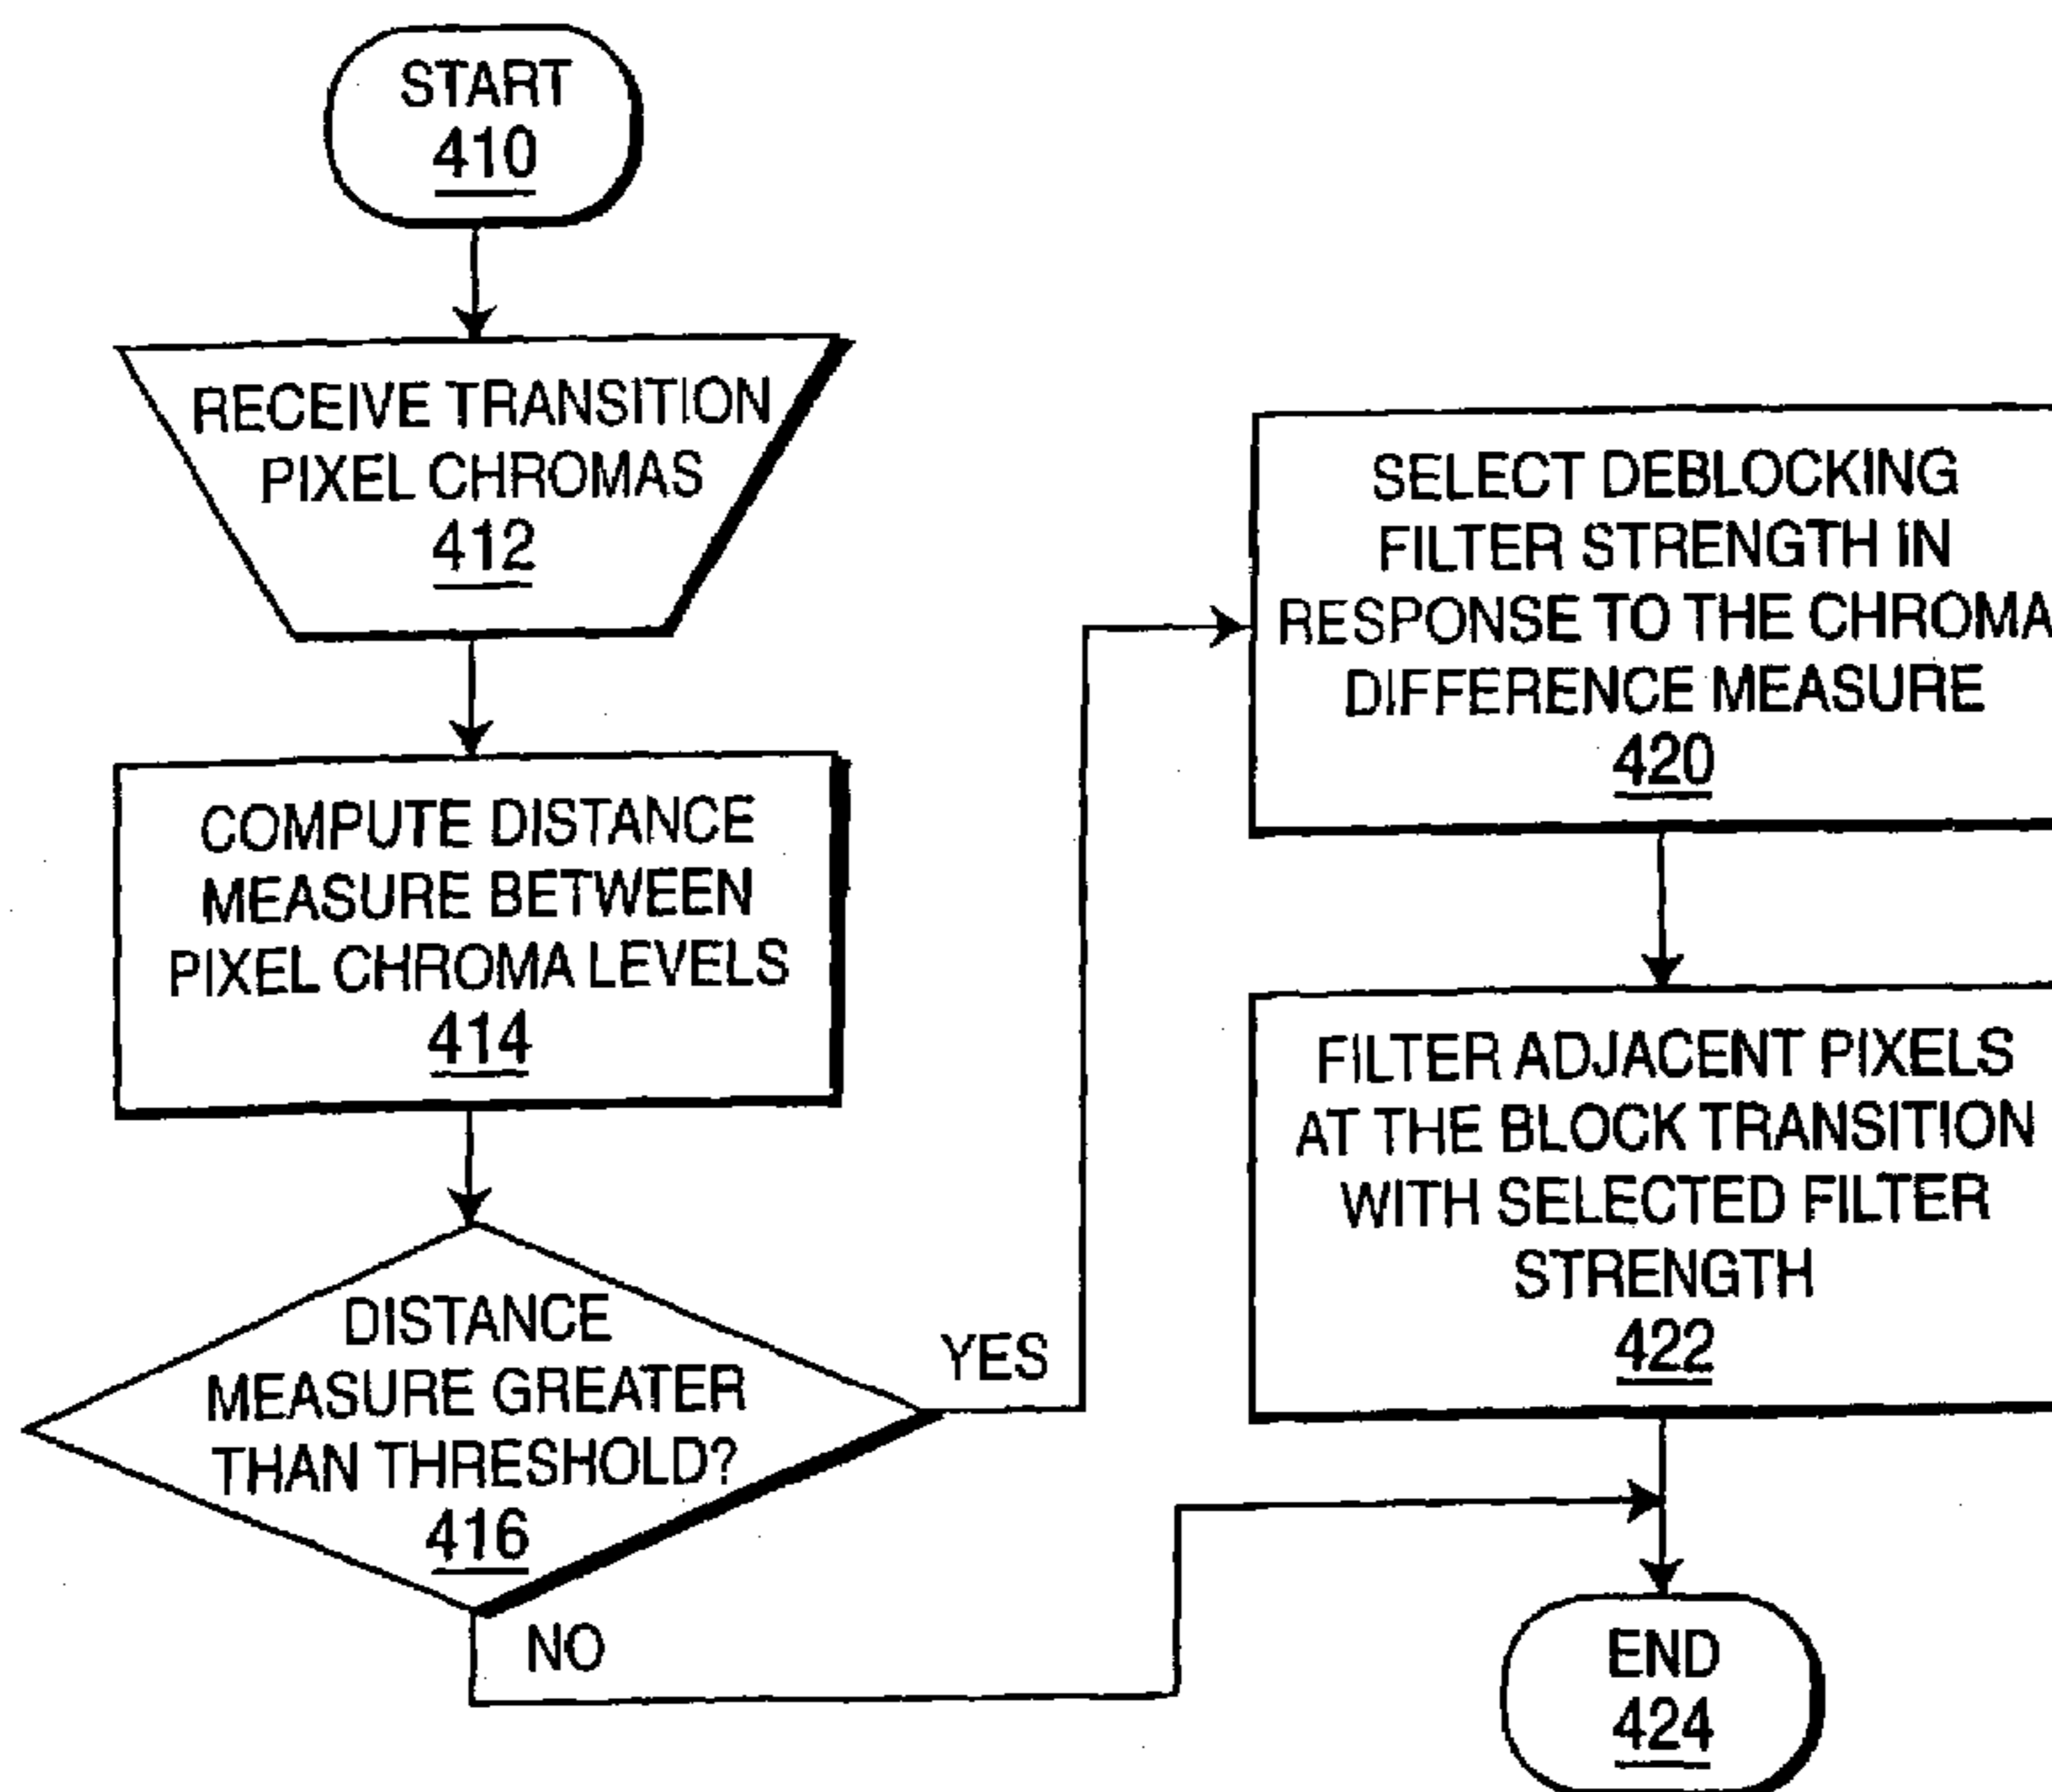 START
410
RECEIVE TRANSITION
PIXEL CHROMAS
412
COMPUTE DISTANCE
MEASURE BETWEEN
PIXEL CHROMA LEVELS
414
DISTANCE
MEASURE GREATER
THAN THRESHOLD?
416
YES
NO
SELECT DEBLOCKING
FILTER STRENGTH IN
RESPONSE TO THE CHROMA
DIFFERENCE MEASURE
420
FILTER ADJACENT PIXELS
AT THE BLOCK TRANSITION
WITH SELECTED FILTER
STRENGTH
422
END
424